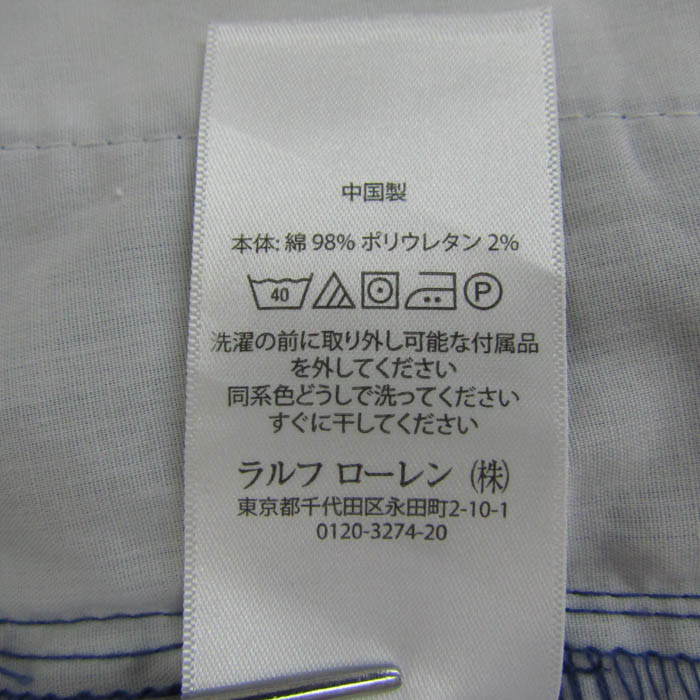 中国製
本体: 綿 98% ポリウレタン 2%
40 P
洗濯の前に取り外し可能な付属品
を外してください
同系色どうしで洗ってください
すぐに干してください
ラルフ ローレン (株)
東京都千代田区永田町2-10-1
0120-3274-20